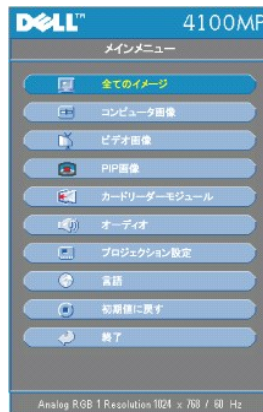 DELL™ 4100MP
メインメニュー
全てのイメージ
コンピュータ画像
ビデオ画像
PIP画像
カードリーダーモジュール
オーディオ
プロジェクション設定
言語
初期値に戻す
終了
Analog RGB 1 Resolution 1024 x 768 / 60 Hz